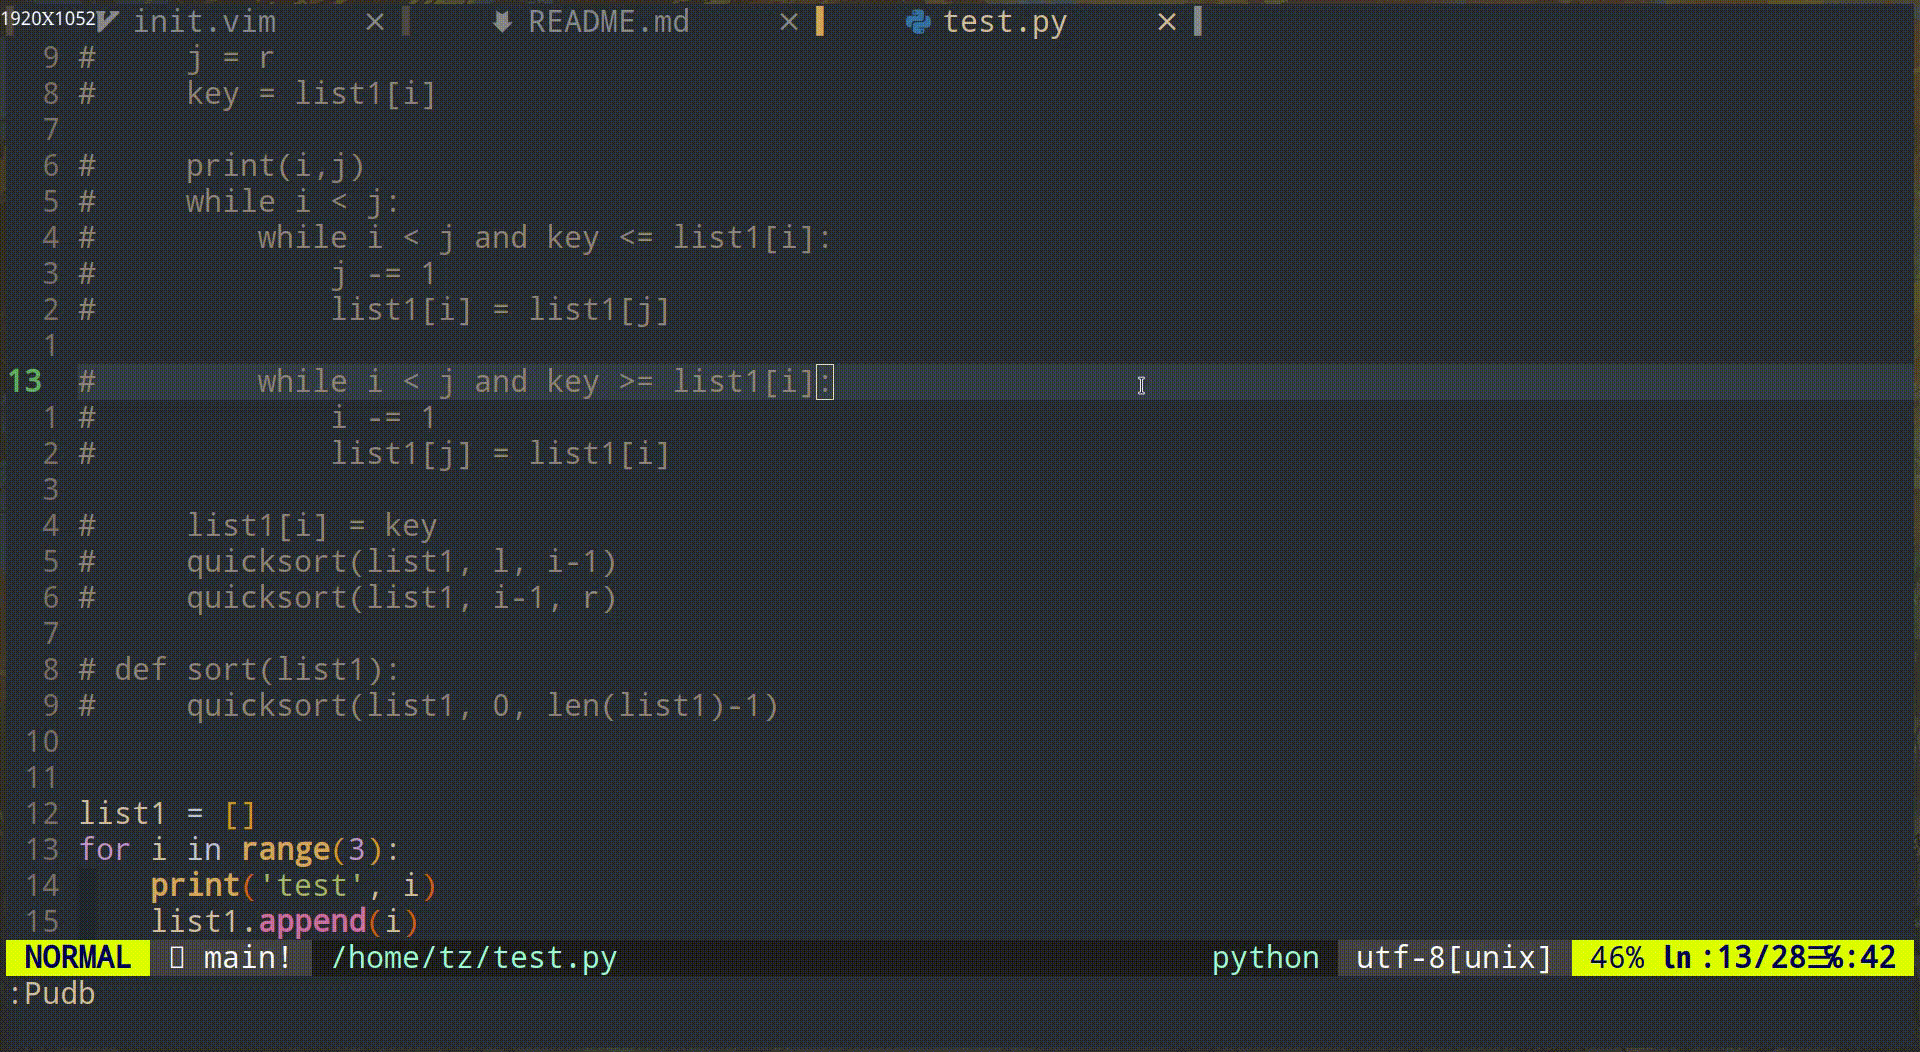 1920X1052 init.vim × README.md × test.py ×
9 #     j = r
8 #     key = list1[i]
7
6 #     print(i,j)
5 #     while i < j:
4 #         while i < j and key <= list1[i]:
3 #             j -= 1
2 #             list1[i] = list1[j]
1
13 #         while i < j and key >= list1[i]:
1 #             i -= 1
2 #             list1[j] = list1[i]
3
4 #     list1[i] = key
5 #     quicksort(list1, l, i-1)
6 #     quicksort(list1, i-1, r)
7
8 # def sort(list1):
9 #     quicksort(list1, 0, len(list1)-1)
10
11
12 list1 = []
13 for i in range(3):
14     print('test', i)
15     list1.append(i)
NORMAL main! /home/tz/test.py python utf-8[unix] 46% ln :13/28☰℅:42
:Pudb